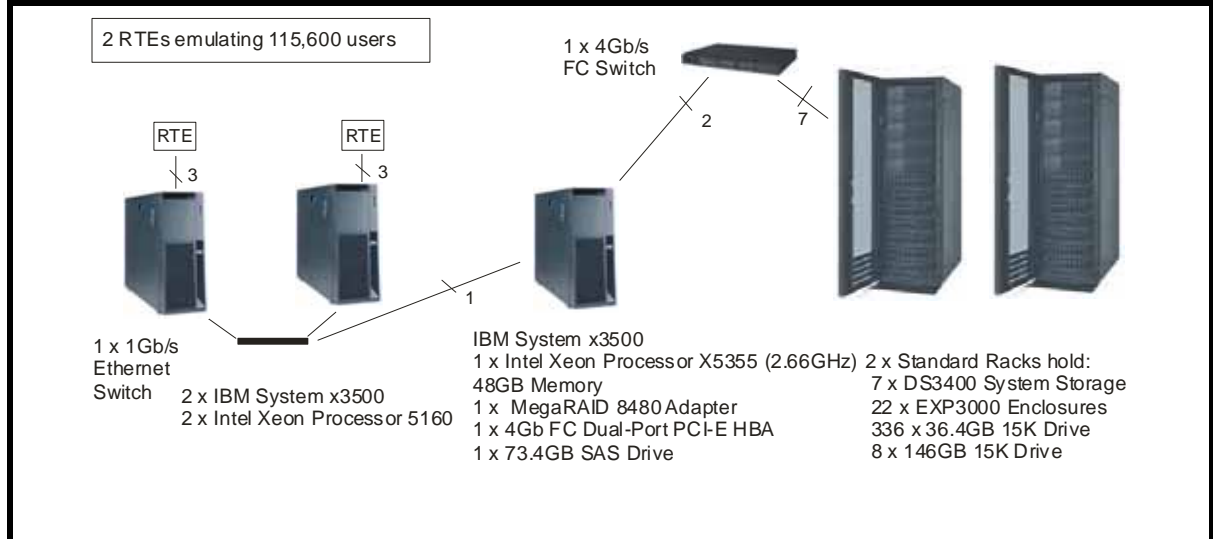 2 RTEs emulating 115,600 users
1 x 4Gb/s
FC Switch
2
7
RTE
RTE
3
3
1
1 x 1Gb/s
Ethernet
Switch
2 x IBM System x3500
2 x Intel Xeon Processor 5160
IBM System x3500
1 x Intel Xeon Processor X5355 (2.66GHz)
48GB Memory
1 x MegaRAID 8480 Adapter
1 x 4Gb FC Dual-Port PCI-E HBA
1 x 73.4GB SAS Drive
2 x Standard Racks hold:
7 x DS3400 System Storage
22 x EXP3000 Enclosures
336 x 36.4GB 15K Drive
8 x 146GB 15K Drive